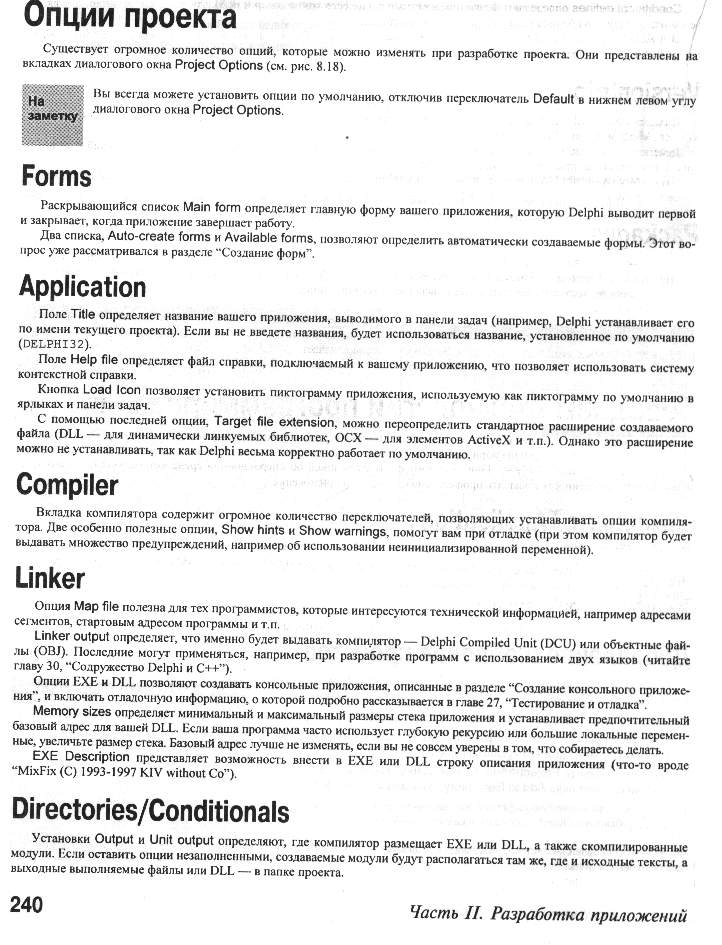 Опции проекта
Существует огромное количество опций, которые можно изменять при разработке проекта. Они представлены на
вкладках диалогового окна Project Options (см. рис. 8.18).
На
заметку
Вы всегда можете установить опции по умолчанию, отключив переключатель Default в нижнем левом углу
диалогового окна Project Options.
Forms
Раскрывающийся список Main form определяет главную форму вашего приложения, которую Delphi выводит первой
и закрывает, когда приложение завершает работу.
Два списка, Auto-create forms и Available forms, позволяют определить автоматически создаваемые формы. Этот во-
прос уже рассматривался в разделе “Создание форм”.
Application
Поле Title определяет название вашего приложения, выводимого в панели задач (например, Delphi устанавливает его
по имени текущего проекта). Если вы не введете названия, будет использоваться название, установленное по умолчанию
(DELPHI32).
Поле Help file определяет файл справки, подключаемый к вашему приложению, что позволяет использовать систему
контекстной справки.
Кнопка Load Icon позволяет установить пиктограмму приложения, используемую как пиктограмму по умолчанию в
ярлыках и панели задач.
С помощью последней опции, Target file extension, можно переопределить стандартное расширение создаваемого
файла (DLL — для динамически линкуемых библиотек, OCX — для элементов ActiveX и т.п.). Однако это расширение
можно не устанавливать, так как Delphi весьма корректно работает по умолчанию.
Compiler
Вкладка компилятора содержит огромное количество переключателей, позволяющих устанавливать опции компиля-
тора. Две особенно полезные опции, Show hints и Show warnings, помогут вам при отладке (при этом компилятор будет
выдавать множество предупреждений, например об использовании неинициализированной переменной).
Linker
Опция Map file полезна для тех программистов, которые интересуются технической информацией, например адресами
сегментов, стартовым адресом программы и т.п.
Linker output определяет, что именно будет выдавать компилятор — Delphi Compiled Unit (DCU) или объектные фай-
лы (OBJ). Последние могут применяться, например, при разработке программ с использованием двух языков (читайте
главу 30, “Содружество Delphi и C++”).
Опции EXE и DLL позволяют создавать консольные приложения, описанные в разделе “Создание консольного приложе-
ния”, и включать отладочную информацию, о которой подробно рассказывается в главе 27, “Тестирование и отладка”.
Memory sizes определяет минимальный и максимальный размеры стека приложения и устанавливает предпочтительный
базовый адрес для вашей DLL. Если ваша программа часто использует глубокую рекурсию или большие локальные перемен-
ные, увеличьте размер стека. Базовый адрес лучше не изменять, если вы не совсем уверены в том, что собираетесь делать.
EXE Description представляет возможность внести в EXE или DLL строку описания приложения (что-то вроде
“MixFix (C) 1993-1997 KIV without Co”).
Directories/Conditionals
Установки Output и Unit output определяют, где компилятор размещает EXE или DLL, а также скомпилированные
модули. Если оставить опции незаполненными, создаваемые модули будут располагаться там же, где и исходные тексты, а
выходные выполняемые файлы или DLL — в папке проекта.
240
Часть II. Разработка приложений